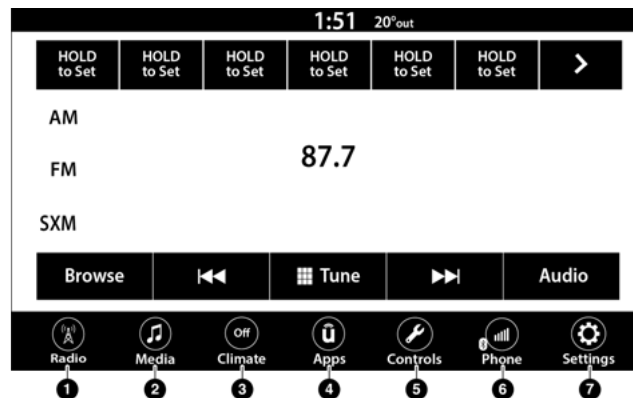 1:51 20°out
HOLD to Set HOLD to Set HOLD to Set HOLD to Set HOLD to Set HOLD to Set
AM
87.7
FM
SXM
Browse Tune Audio
Off û
Radio Media Climate Apps Controls Phone Settings
1 2 3 4 5 6 7